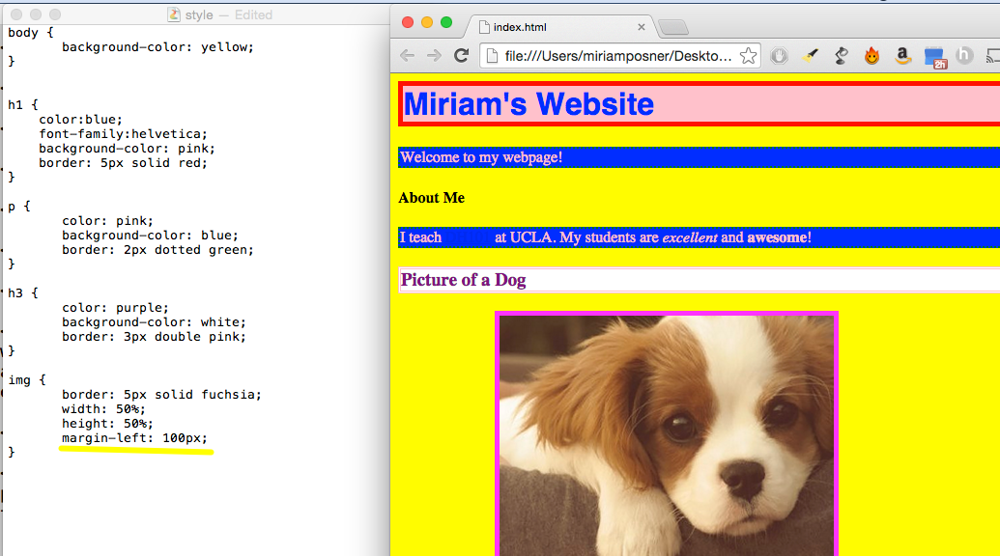 style — Edited
body {
background-color: yellow;
}
h1 {
color:blue;
font-family:helvetica;
background-color: pink;
border: 5px solid red;
}
p {
color: pink;
background-color: blue;
border: 2px dotted green;
}
h3 {
color: purple;
background-color: white;
border: 3px double pink;
}
img {
border: 5px solid fuchsia;
width: 50%;
height: 50%;
margin-left: 100px;
}
index.html
file:///Users/miriamposner/Deskto...
a
2h
h
Miriam's Website
Welcome to my webpage!
About Me
I teach at UCLA. My students are excellent and awesome!
Picture of a Dog